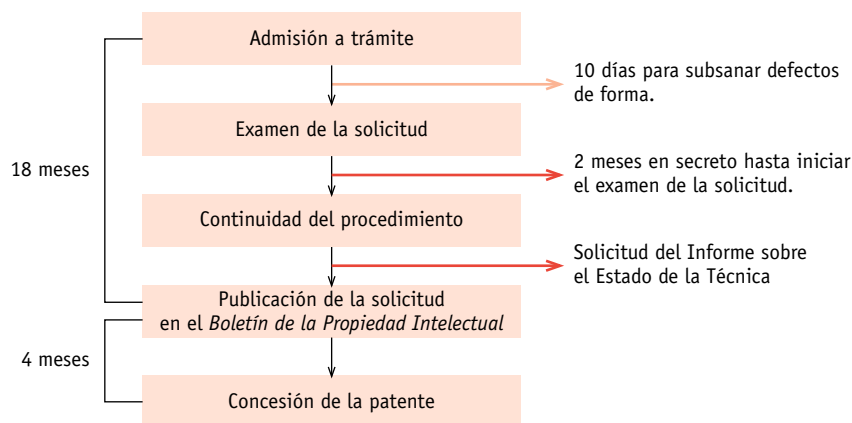 Admisión a trámite
10 días para subsanar defectos
de forma.
Examen de la solicitud
18 meses
2 meses en secreto hasta iniciar
el examen de la solicitud.
Continuidad del procedimiento
Solicitud del Informe sobre
el Estado de la Técnica
Publicación de la solicitud
en el Boletín de la Propiedad Intelectual
4 meses
Concesión de la patente